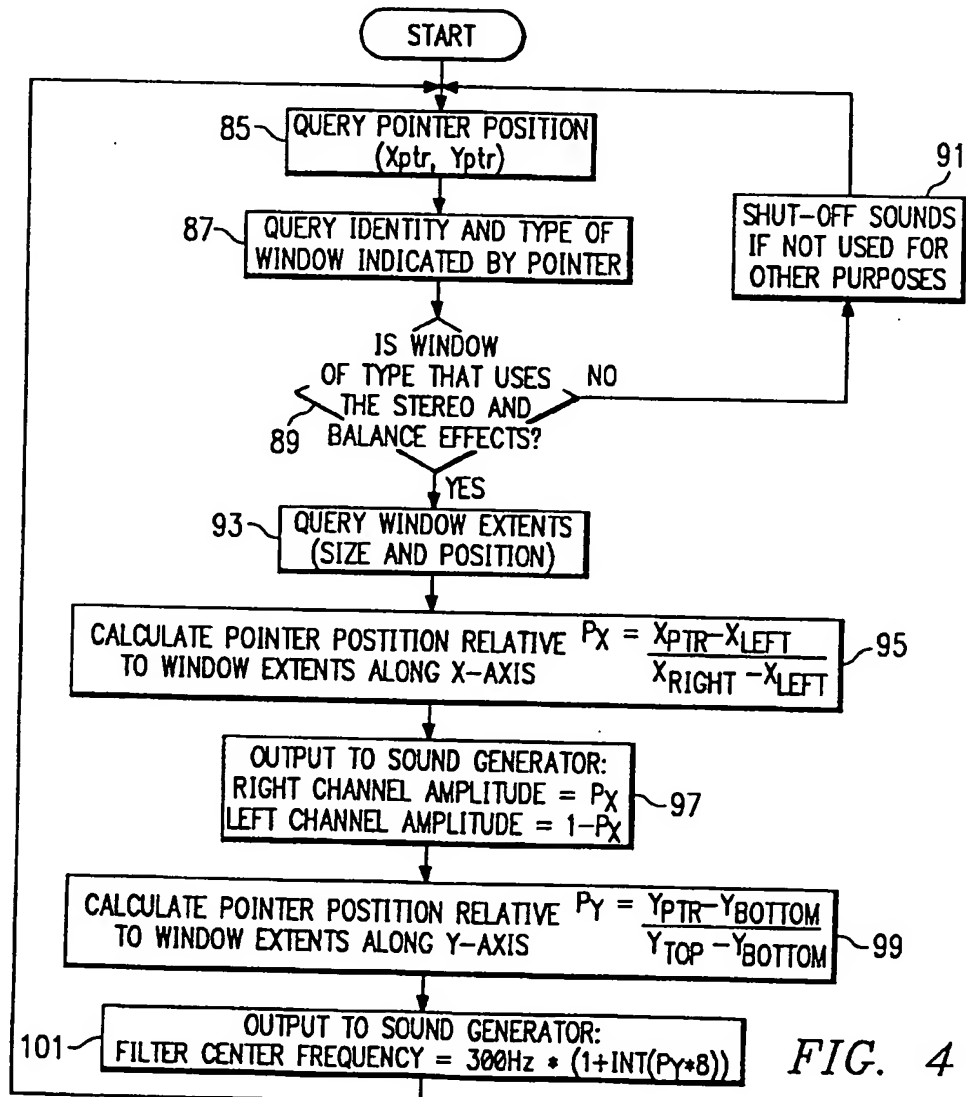 START
85
QUERY POINTER POSITION
(Xptr, Yptr)
91
SHUT-OFF SOUNDS
IF NOT USED FOR
OTHER PURPOSES
87
QUERY IDENTITY AND TYPE OF
WINDOW INDICATED BY POINTER
IS WINDOW
OF TYPE THAT USES
THE STEREO AND
BALANCE EFFECTS?
NO
89
YES
93
QUERY WINDOW EXTENTS
(SIZE AND POSITION)
CALCULATE POINTER POSTITION RELATIVE
TO WINDOW EXTENTS ALONG X-AXIS
PX = XPTR-XLEFT
XRIGHT -XLEFT
95
OUTPUT TO SOUND GENERATOR:
RIGHT CHANNEL AMPLITUDE = PX
LEFT CHANNEL AMPLITUDE = 1-PX
97
CALCULATE POINTER POSTITION RELATIVE
TO WINDOW EXTENTS ALONG Y-AXIS
PY = YPTR-YBOTTOM
YTOP -YBOTTOM
99
101
OUTPUT TO SOUND GENERATOR:
FILTER CENTER FREQUENCY = 300Hz * (1+INT(PY*8))
FIG. 4